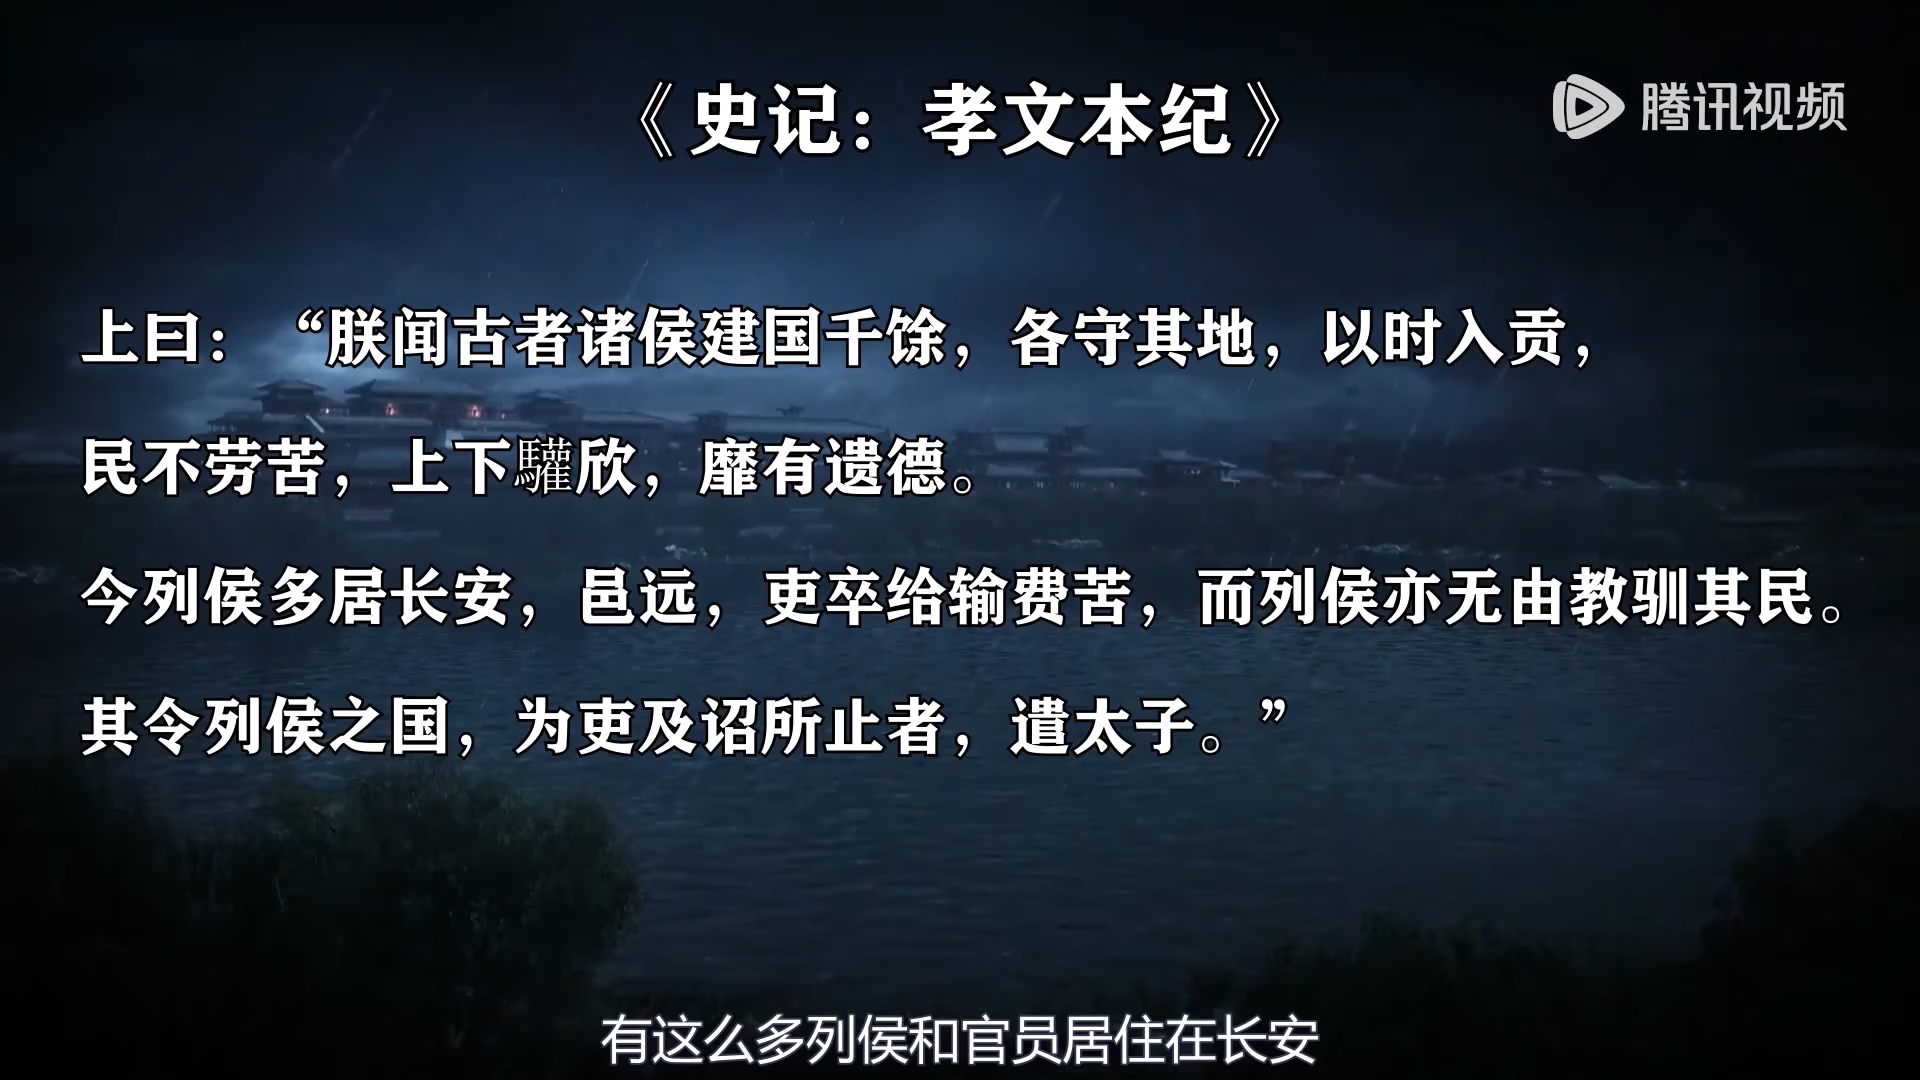 《史记：孝文本纪》
腾讯视频
上曰：“朕闻古者诸侯建国千馀，各守其地，以时入贡，
民不劳苦，上下驩欣，靡有遗德。
今列侯多居长安，邑远，吏卒给输费苦，而列侯亦无由教驯其民。
其令列侯之国，为吏及诏所止者，遣太子。”
有这么多列侯和官员居住在长安